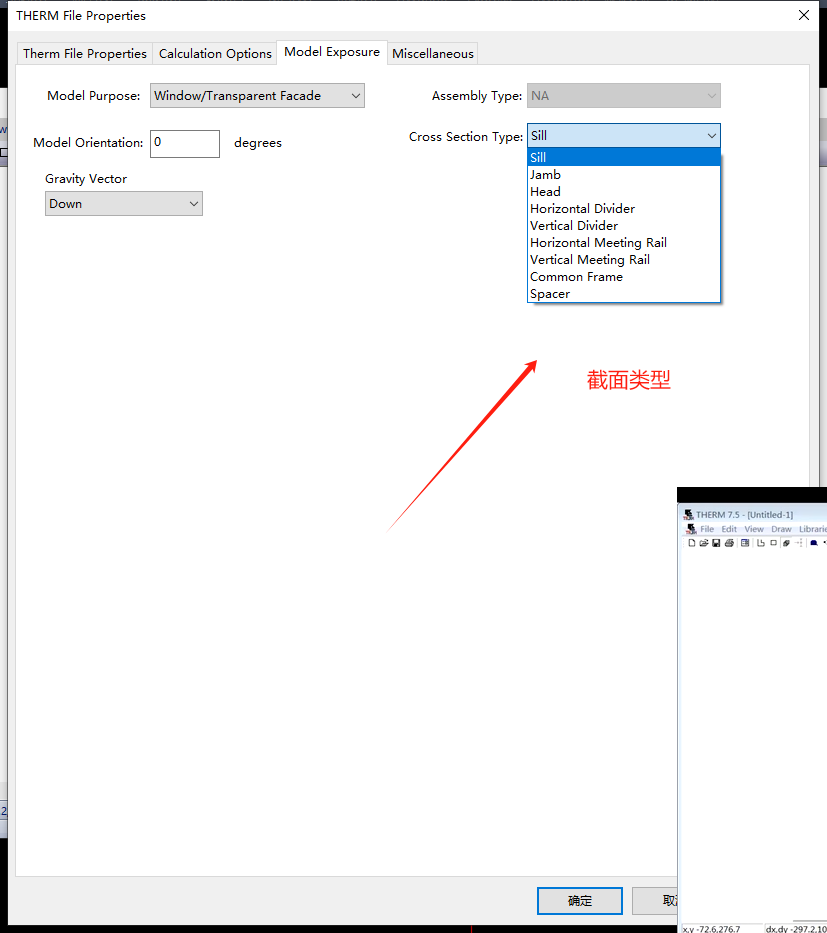 THERM File Properties
Therm File Properties Calculation Options Model Exposure Miscellaneous
Model Purpose: Window/Transparent Facade Assembly Type: NA
Model Orientation: 0 degrees Cross Section Type: Sill
Gravity Vector
Down
Sill
Jamb
Head
Horizontal Divider
Vertical Divider
Horizontal Meeting Rail
Vertical Meeting Rail
Common Frame
Spacer
截面类型
THERM 7.5 - [Untitled-1]
File Edit View Draw Librarie
确定
x,y -72.6,276.7 dx,dy -297.2,10